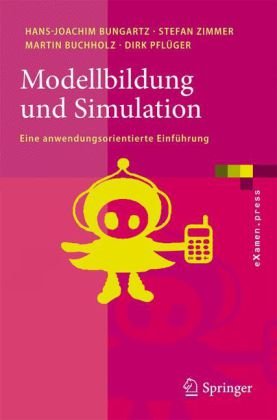 HANS-JOACHIM BUNGARTZ · STEFAN ZIMMER
MARTIN BUCHHOLZ · DIRK PFLÜGER
Modellbildung
und Simulation
Eine anwendungsorientierte Einführung
eXamen.press
Springer